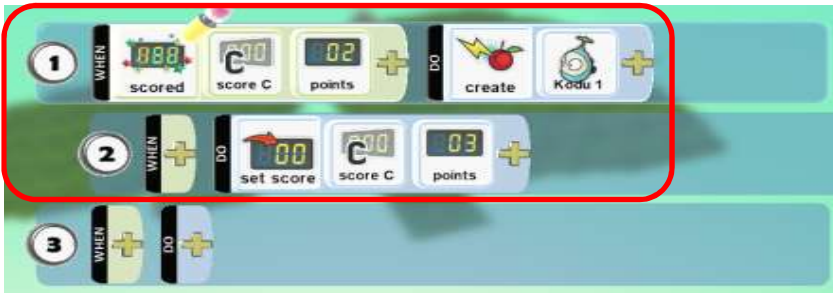 1 WHEN scored C score C 02 points DO create Kodu 1
2 WHEN DO 00 set score C score C 03 points
3 WHEN DO